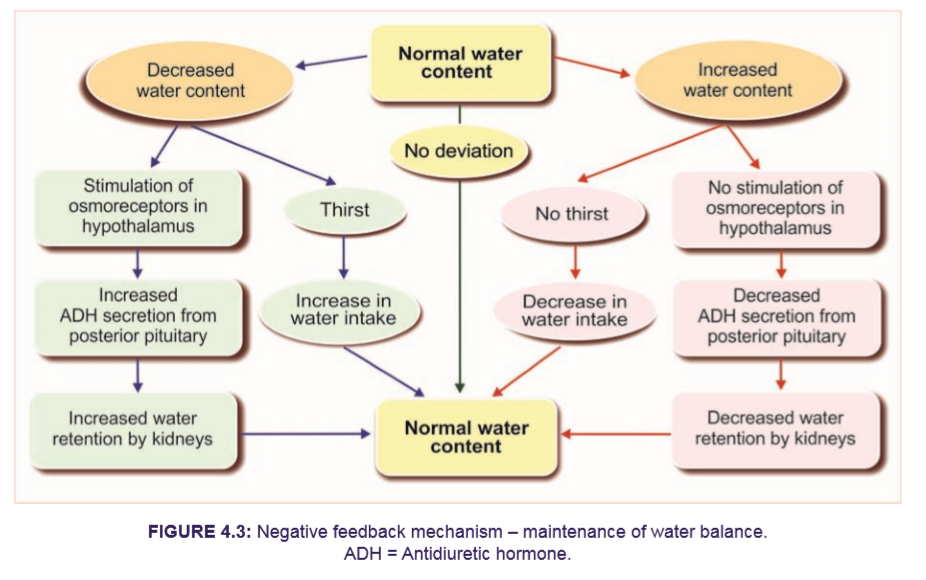 Normal water
content
Decreased
water content
Increased
water content
No deviation
Stimulation of
osmoreceptors in
hypothalamus
Thirst
No thirst
No stimulation of
osmoreceptors in
hypothalamus
Increased
ADH secretion from
posterior pituitary
Increase in
water intake
Decrease in
water intake
Decreased
ADH secretion from
posterior pituitary
Increased water
retention by kidneys
Normal water
content
Decreased water
retention by kidneys
FIGURE 4.3: Negative feedback mechanism – maintenance of water balance.
ADH = Antidiuretic hormone.